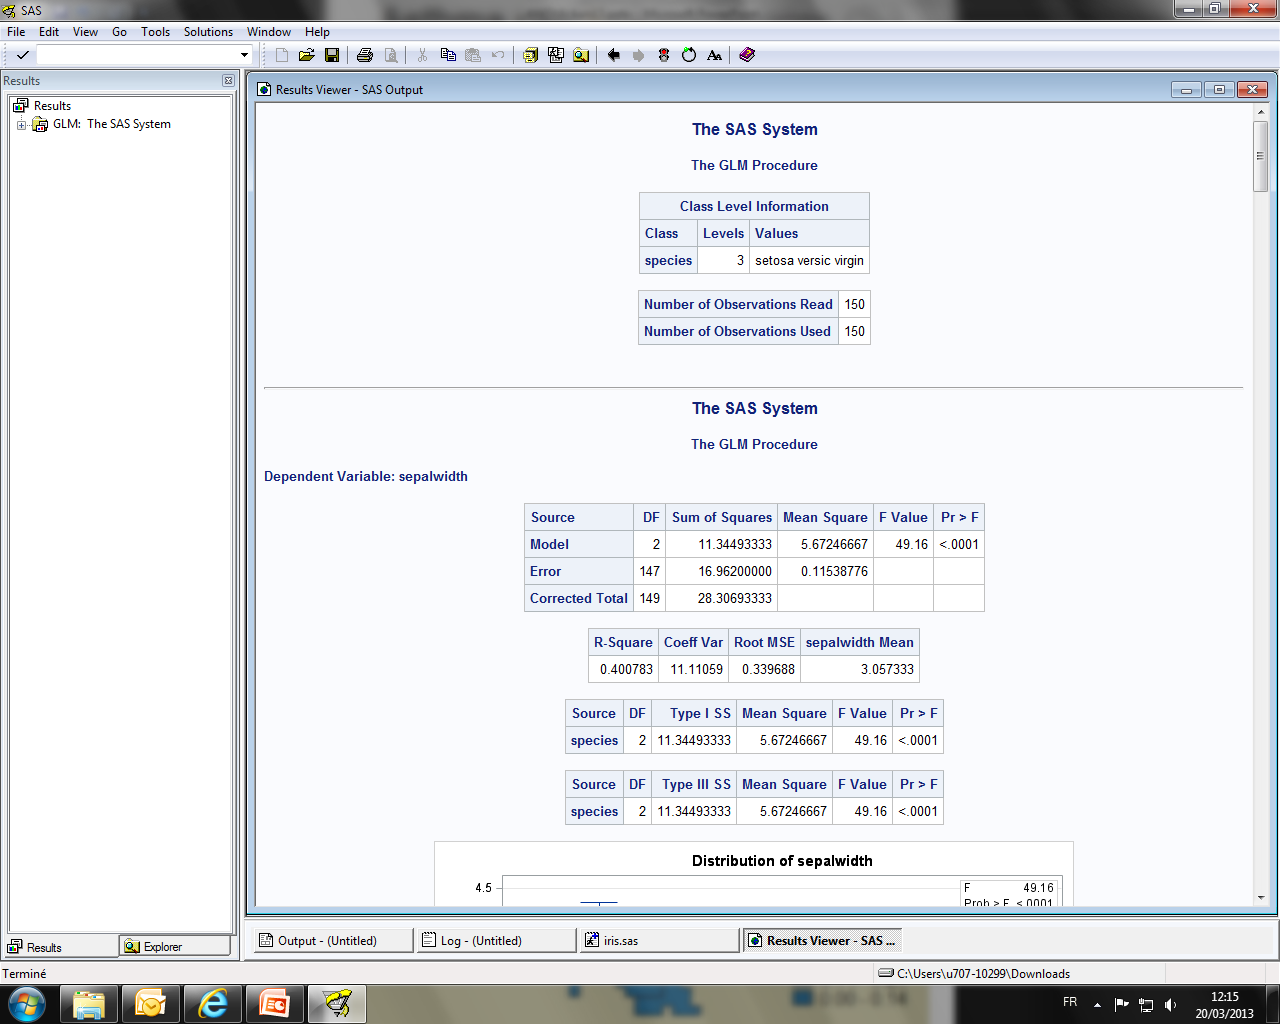 SAS
File Edit View Go Tools Solutions Window Help
Results
Results
GLM: The SAS System
Results Viewer - SAS Output
The SAS System
The GLM Procedure
Class Level Information
Class Levels Values
species 3 setosa versic virgin
Number of Observations Read 150
Number of Observations Used 150
The SAS System
The GLM Procedure
Dependent Variable: sepalwidth
Source DF Sum of Squares Mean Square F Value Pr > F
Model 2 11.34493333 5.67246667 49.16 <.0001
Error 147 16.96200000 0.11538776
Corrected Total 149 28.30693333
R-Square Coeff Var Root MSE sepalwidth Mean
0.400783 11.11059 0.339688 3.057333
Source DF Type I SS Mean Square F Value Pr > F
species 2 11.34493333 5.67246667 49.16 <.0001
Source DF Type III SS Mean Square F Value Pr > F
species 2 11.34493333 5.67246667 49.16 <.0001
Distribution of sepalwidth
4.5
F 49.16
Prob > F <.0001
Results Explorer
Output - (Untitled) Log - (Untitled) iris.sas Results Viewer - SAS ...
Terminé
C:\Users\u707-10299\Downloads
FR
12:15
20/03/2013